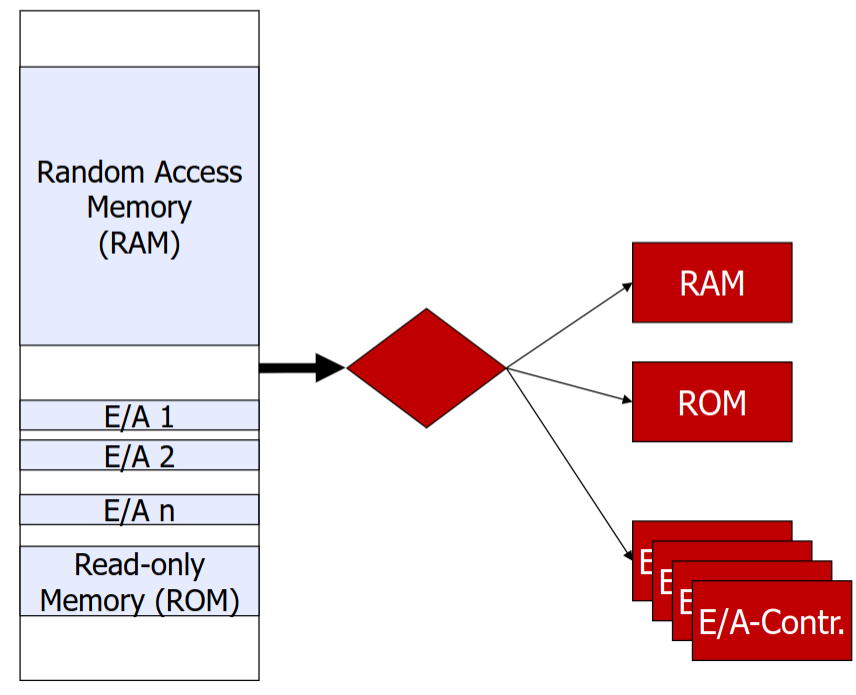 Random Access
Memory
(RAM)
E/A 1
E/A 2
E/A n
Read-only
Memory (ROM)
RAM
ROM
E
E
E
E/A-Contr.